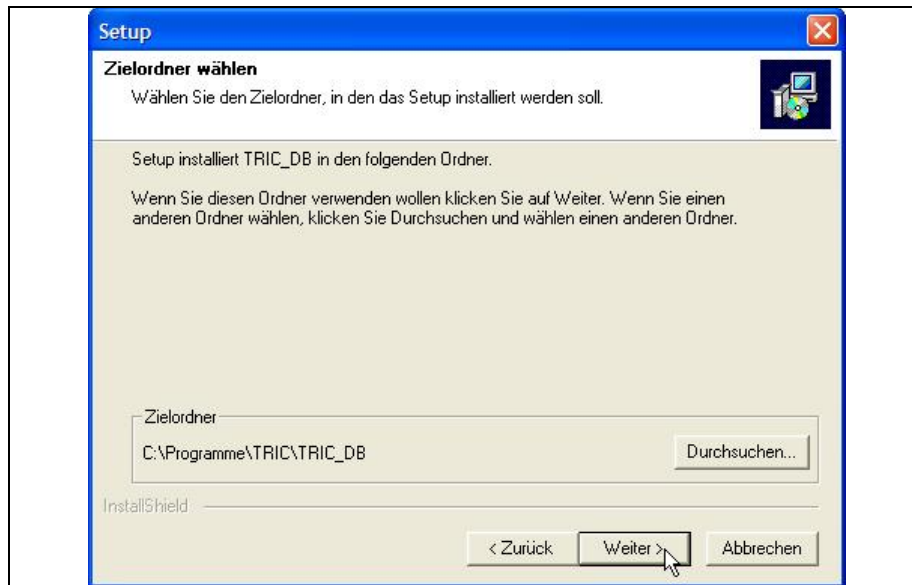 Setup
Zielordner wählen
Wählen Sie den Zielordner, in den das Setup installiert werden soll.
Setup installiert TRIC_DB in den folgenden Ordner.
Wenn Sie diesen Ordner verwenden wollen klicken Sie auf Weiter. Wenn Sie einen
anderen Ordner wählen, klicken Sie Durchsuchen und wählen einen anderen Ordner.
Zielordner
C:\Programme\TRIC\TRIC_DB
Durchsuchen...
InstallShield
< Zurück
Weiter >
Abbrechen